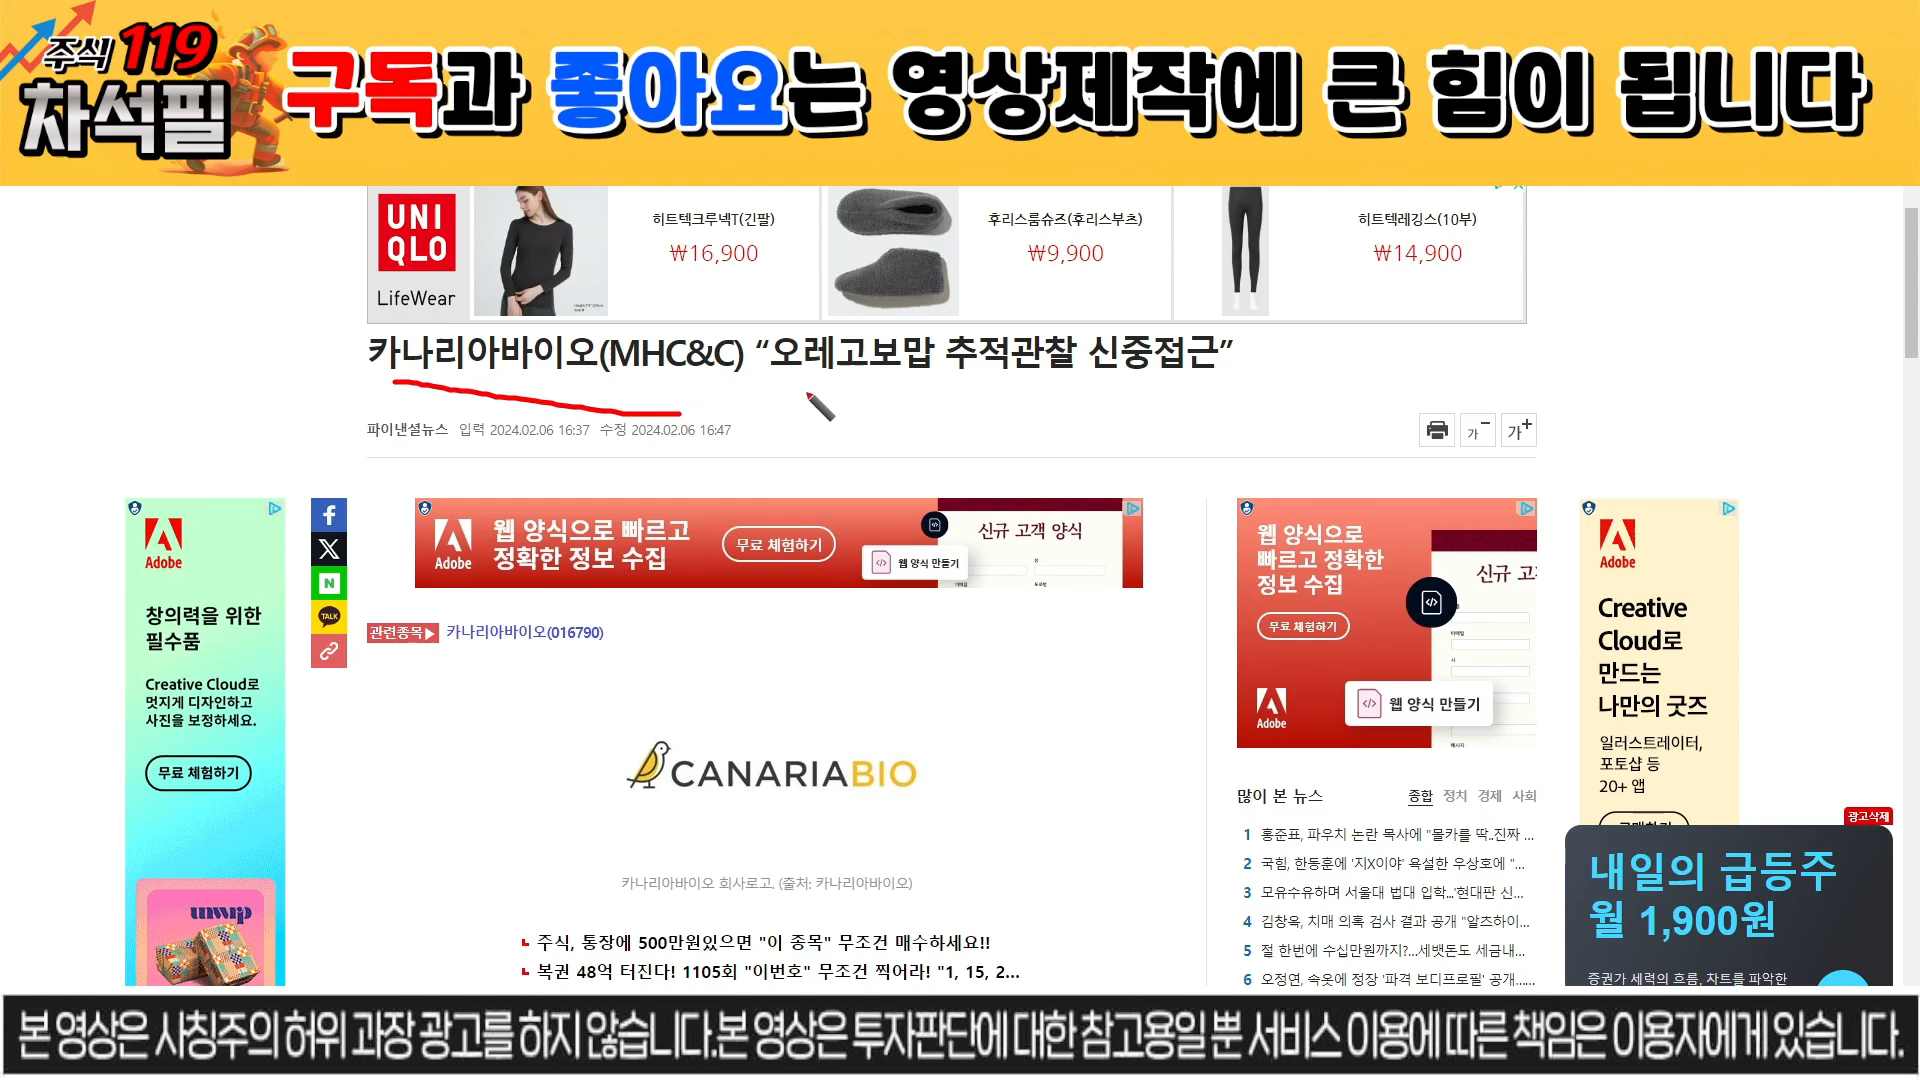 주식 119
차석필
구독과 좋아요는 영상제작에 큰 힘이 됩니다
UNI
QLO
LifeWear
히트텍크루넥T(긴팔)
₩16,900
후리스룸슈즈(후리스부츠)
₩9,900
히트텍레깅스(10부)
₩14,900
카나리아바이오(MHC&C) “오레고보맙 추적관찰 신중접근”
파이낸셜뉴스 입력 2024.02.06 16:37 수정 2024.02.06 16:47
가-
가+
Adobe
창의력을 위한
필수품
Creative Cloud로
멋지게 디자인하고
사진을 보정하세요.
무료 체험하기
unwrap
f
X
N
TALK
Adobe
웹 양식으로 빠르고
정확한 정보 수집
무료 체험하기
신규 고객 양식
성
웹 양식 만들기
이메일
관련종목▶ 카나리아바이오(016790)
CANARIABIO
카나리아바이오 회사로고. (출처: 카나리아바이오)
주식, 통장에 500만원있으면 "이 종목" 무조건 매수하세요!!
복권 48억 터진다! 1105회 "이번호" 무조건 찍어라! "1, 15, 2...
웹 양식으로
빠르고 정확한
정보 수집
무료 체험하기
신규 고
이메일
시
웹 양식 만들기
메시지
Adobe
많이 본 뉴스
종합 정치 경제 사회
1 홍준표, 파우치 논란 목사에 "몰카를 딱..진짜 ...
2 국힘, 한동훈에 '지X이야' 욕설한 우상호에 "...
3 모유수유하며 서울대 법대 입학...'현대판 신...
4 김창옥, 치매 의혹 검사 결과 공개 "알츠하이...
5 절 한번에 수십만원까지?...세뱃돈도 세금내...
6 오정연, 속옷에 정장 '파격 보디프로필' 공개......
Adobe
Creative
Cloud로
만드는
나만의 굿즈
일러스트레이터,
포토샵 등
20+ 앱
광고삭제
내일의 급등주
월 1,900원
증권가 세력의 흐름, 차트를 파악한
본 영상은 사칭주의 허위 과장 광고를 하지 않습니다.본 영상은 투자판단에 대한 참고용일 뿐 서비스 이용에 따른 책임은 이용자에게 있습니다.